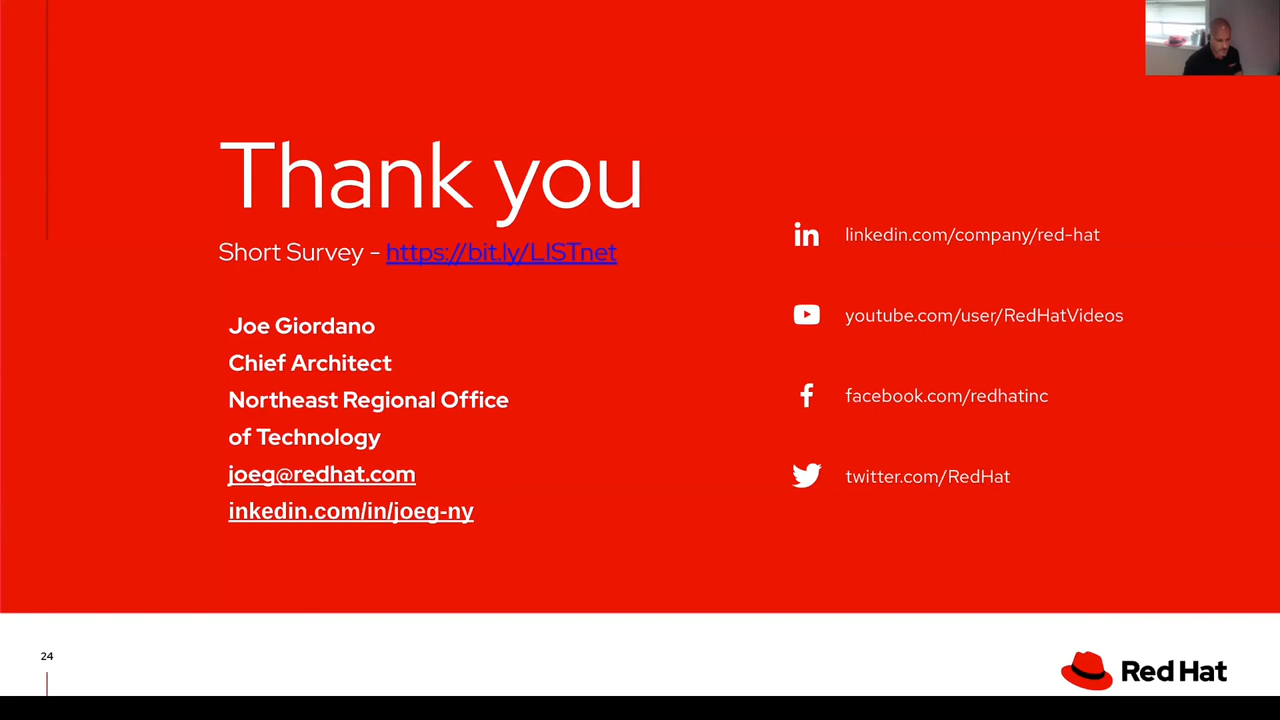 Thank you
Short Survey - https://bit.ly/LISTnet
Joe Giordano
Chief Architect
Northeast Regional Office
of Technology
joeg@redhat.com
inkedin.com/in/joeg-ny
linkedin.com/company/red-hat
youtube.com/user/RedHatVideos
facebook.com/redhatinc
twitter.com/RedHat
24
Red Hat